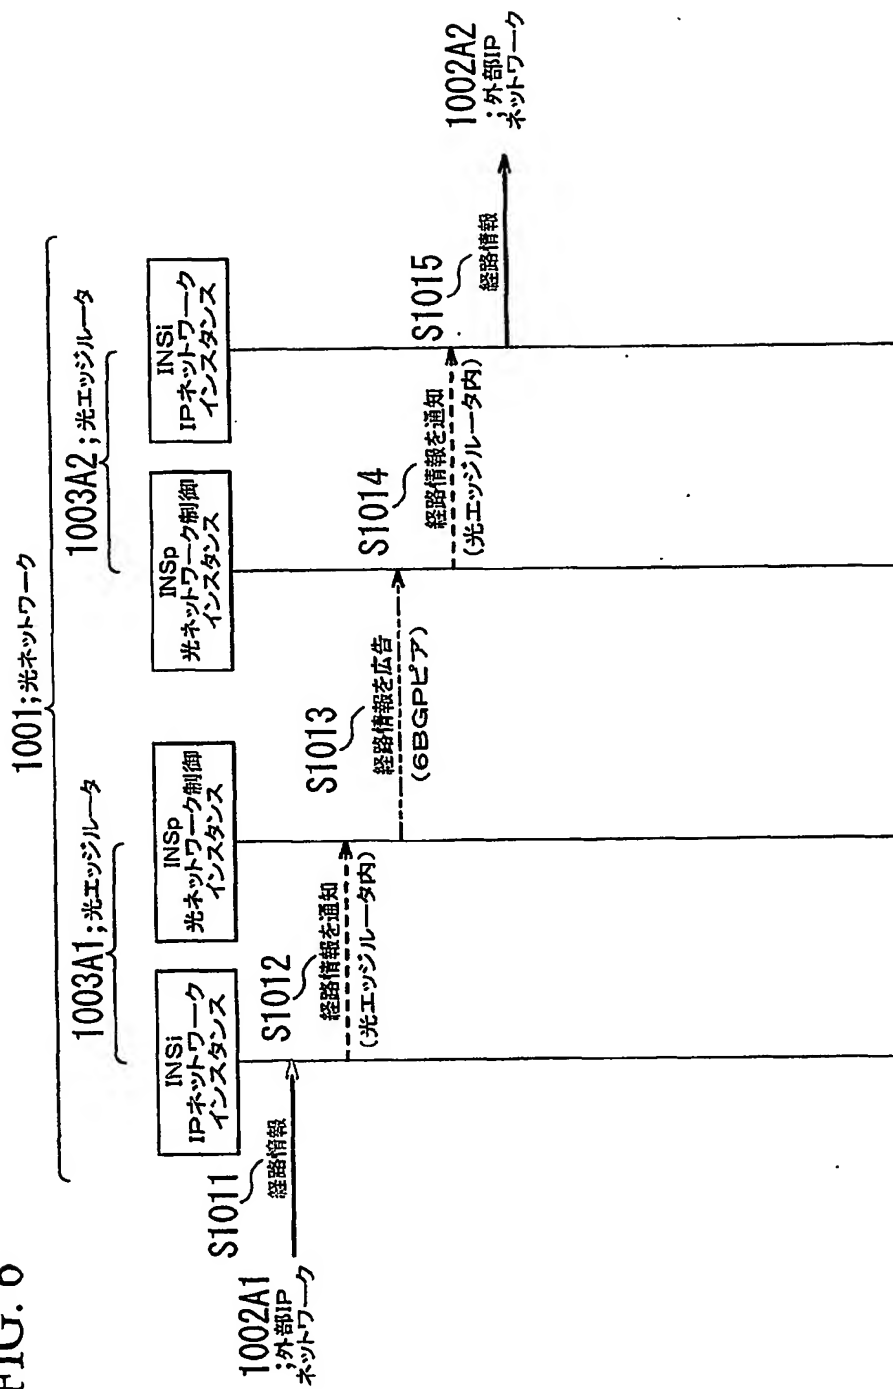 FIG. 6
1001;光ネットワーク
1003A1;光エッジルータ
1003A2;光エッジルータ
INSi
IPネットワーク
インスタンス
INSp
光ネットワーク制御
インスタンス
INSp
光ネットワーク制御
インスタンス
INSi
IPネットワーク
インスタンス
1002A1
;外部IP
ネットワーク
S1011
経路情報
S1012
経路情報を通知
(光エッジルータ内)
S1013
経路情報を広告
(6BGPピア)
S1014
経路情報を通知
(光エッジルータ内)
S1015
経路情報
1002A2
;外部IP
ネットワーク